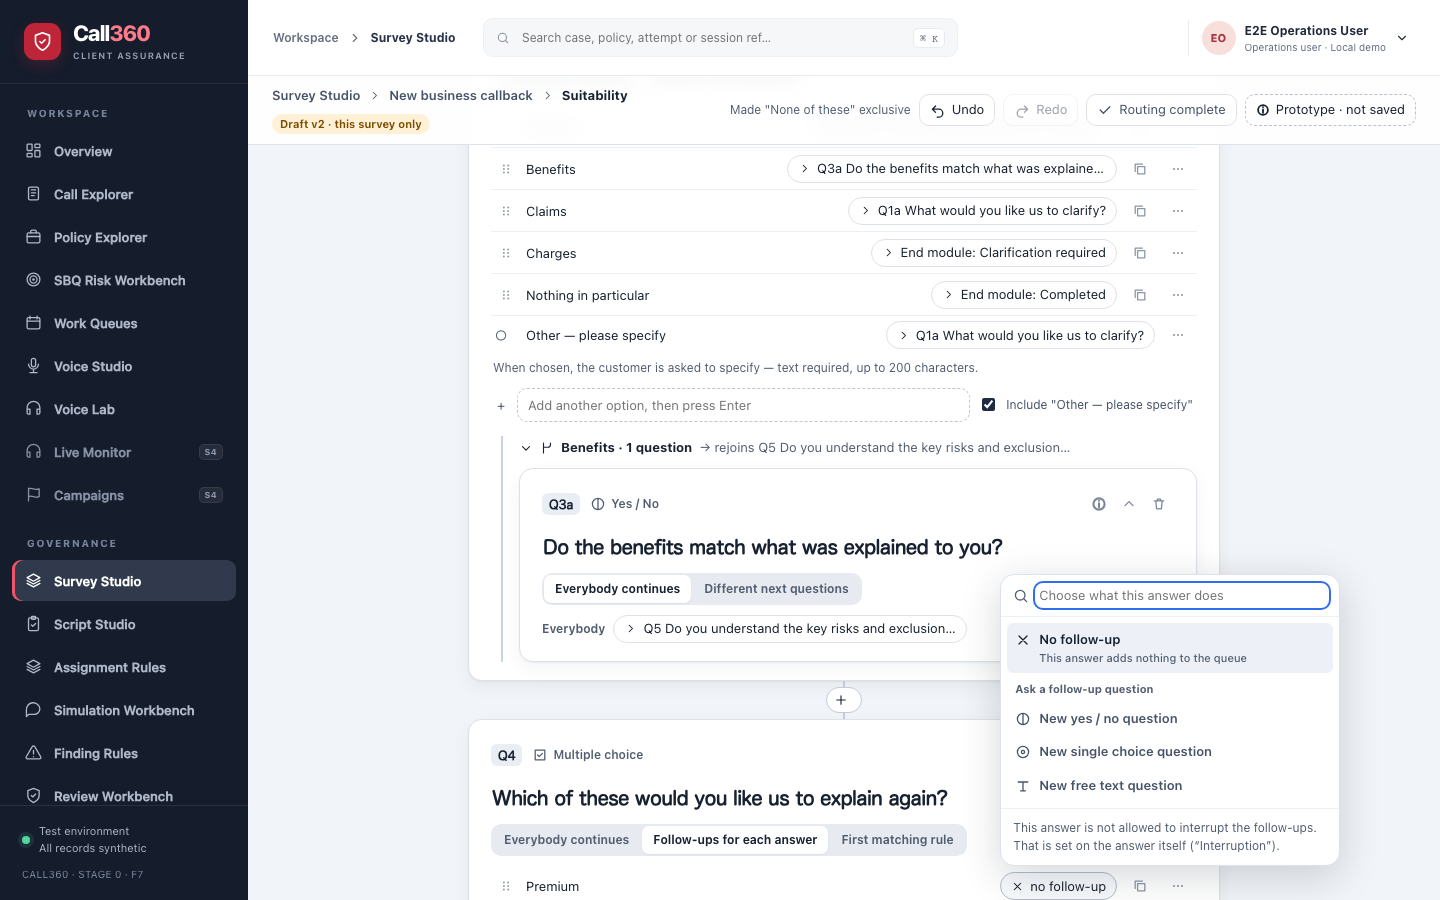 Call360
CLIENT ASSURANCE
WORKSPACE
Overview
Call Explorer
Policy Explorer
SBQ Risk Workbench
Work Queues
Voice Studio
Voice Lab
Live Monitor S4
Campaigns S4
GOVERNANCE
Survey Studio
Script Studio
Assignment Rules
Simulation Workbench
Finding Rules
Review Workbench
Test environment
All records synthetic
CALL360 · STAGE 0 · F7
Workspace > Survey Studio
Search case, policy, attempt or session ref... ⌘ K
EO
E2E Operations User
Operations user · Local demo
Survey Studio > New business callback > Suitability
Draft v2 · this survey only
Made "None of these" exclusive
Undo
Redo
Routing complete
Prototype · not saved
Benefits Q3a Do the benefits match what was explaine...
Claims Q1a What would you like us to clarify?
Charges End module: Clarification required
Nothing in particular End module: Completed
Other — please specify Q1a What would you like us to clarify?
When chosen, the customer is asked to specify — text required, up to 200 characters.
+ Add another option, then press Enter Include "Other — please specify"
Benefits · 1 question → rejoins Q5 Do you understand the key risks and exclusion...
Q3a Yes / No
Do the benefits match what was explained to you?
Everybody continues Different next questions
Everybody Q5 Do you understand the key risks and exclusion...
+
Q4 Multiple choice
Which of these would you like us to explain again?
Everybody continues Follow-ups for each answer First matching rule
Premium no follow-up
Choose what this answer does
No follow-up
This answer adds nothing to the queue
Ask a follow-up question
New yes / no question
New single choice question
New free text question
This answer is not allowed to interrupt the follow-ups.
That is set on the answer itself (“Interruption”).